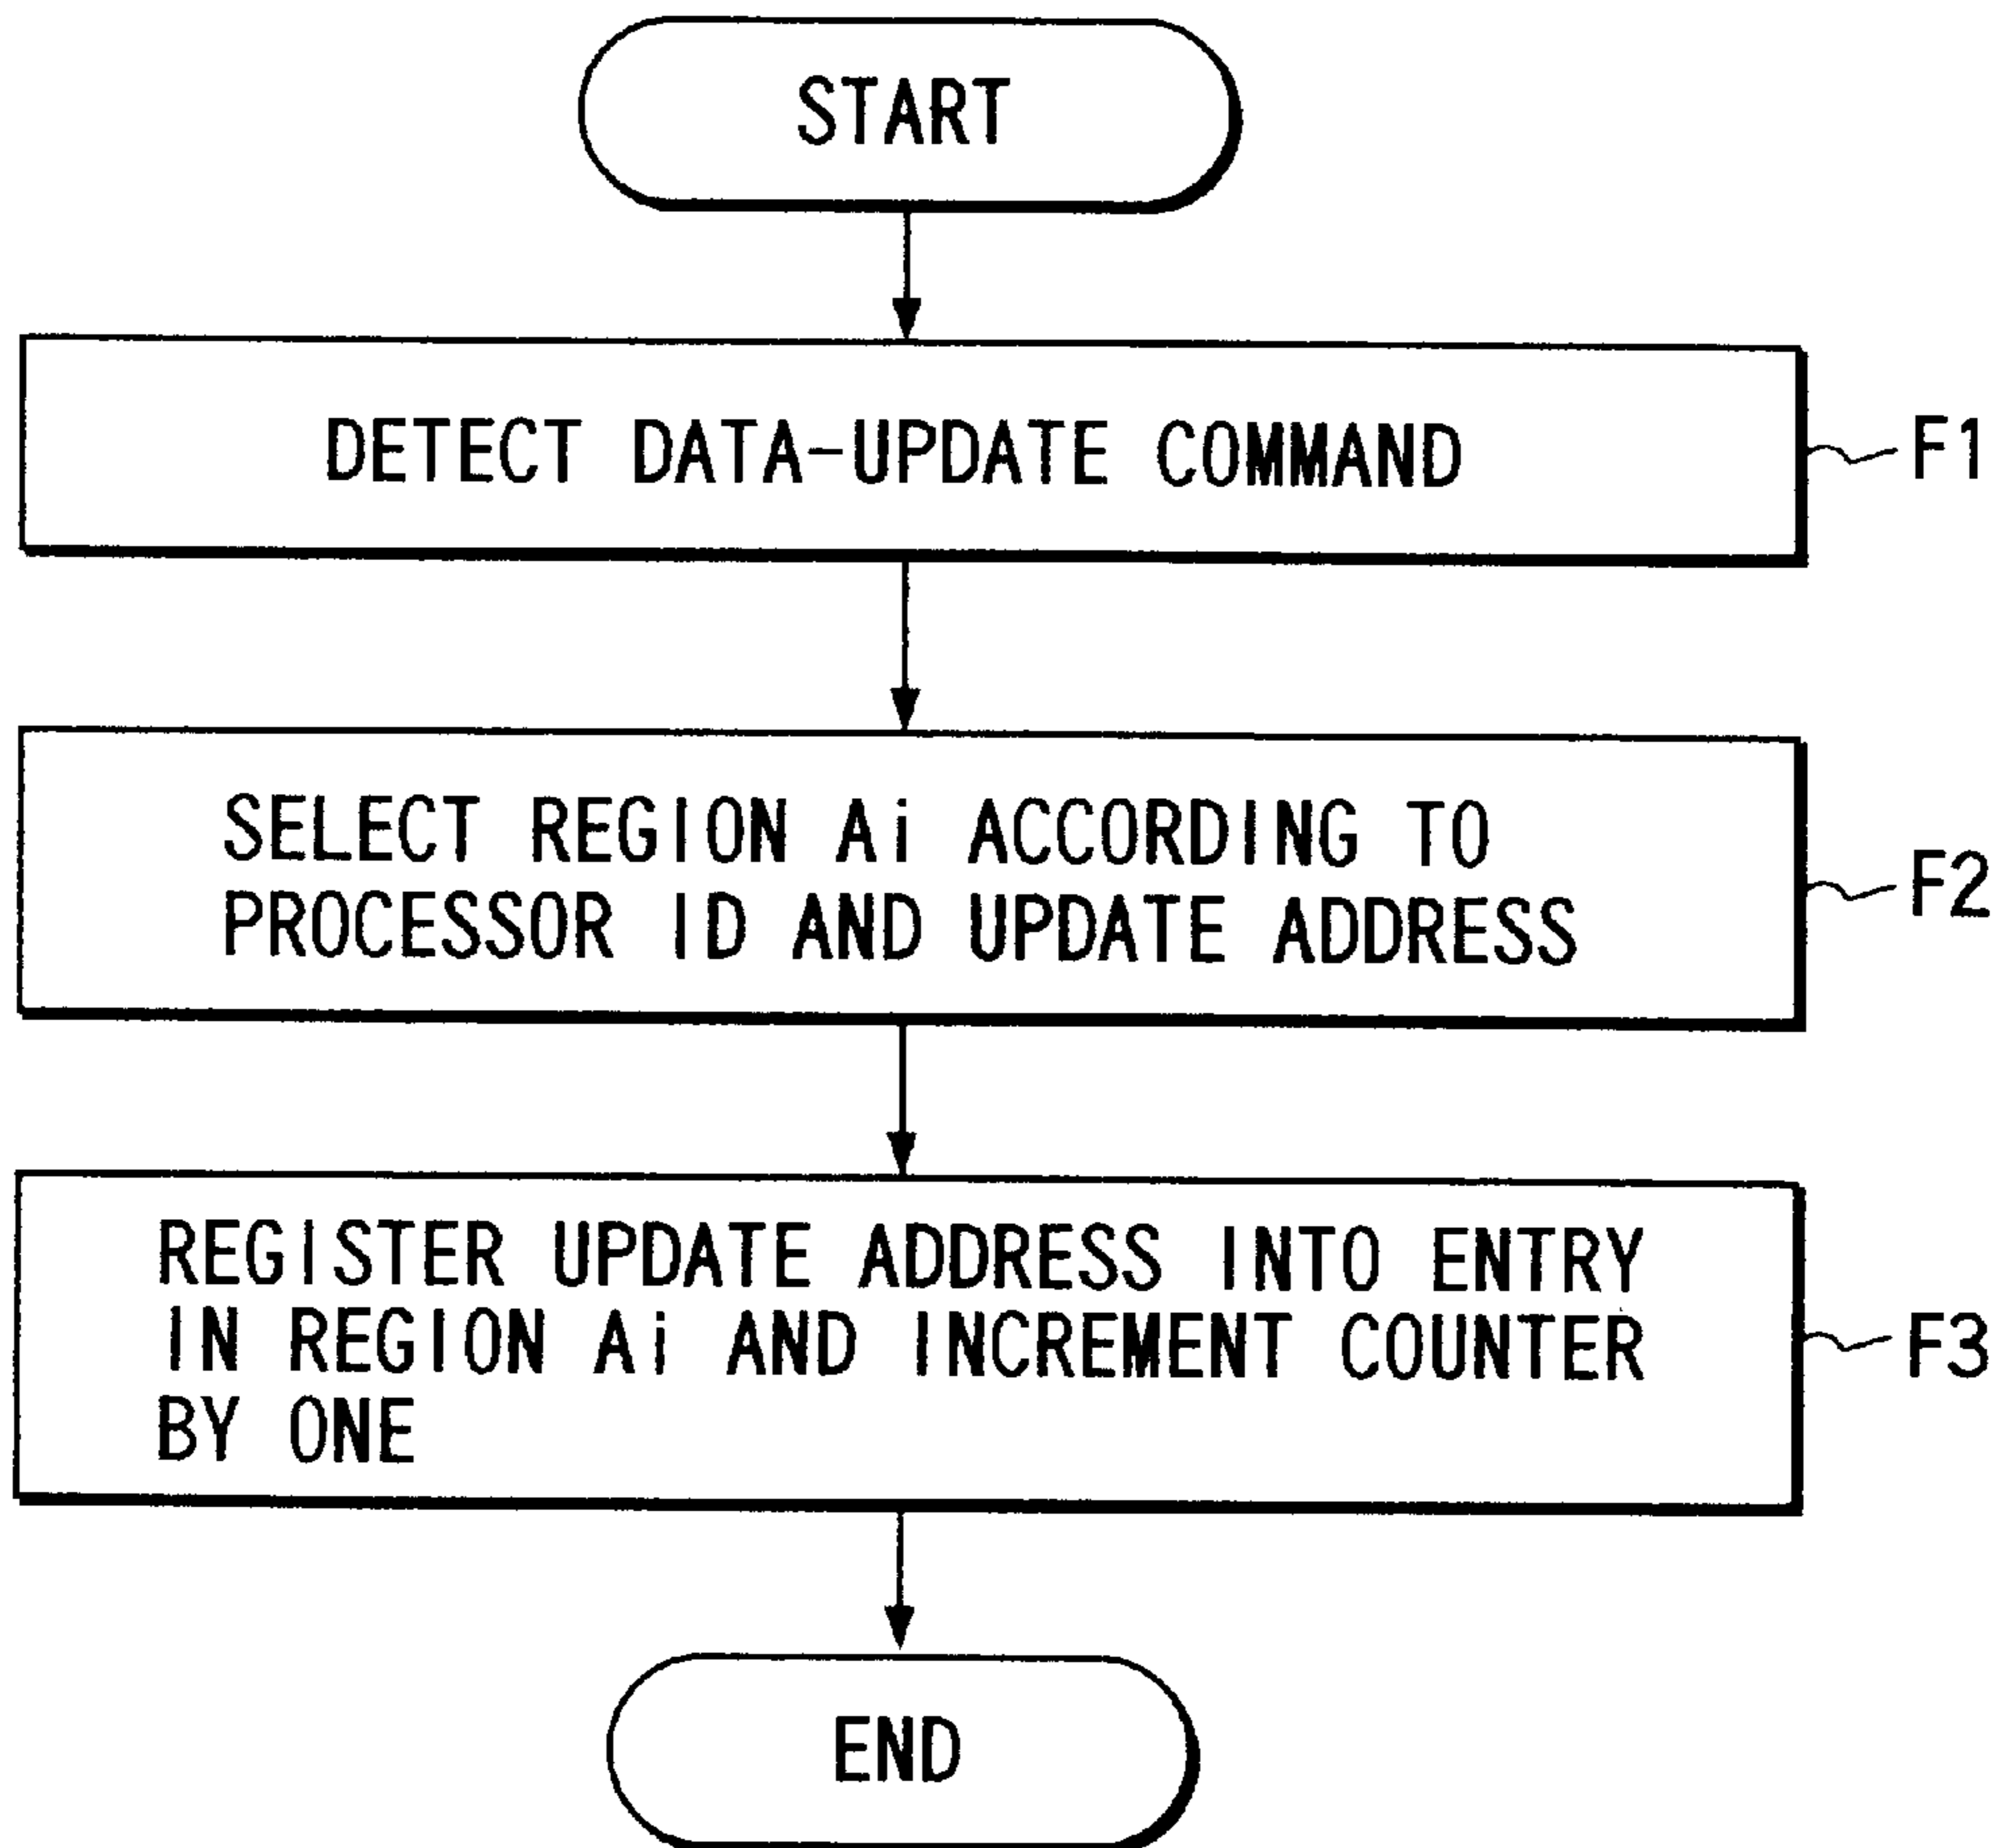 START
DETECT DATA-UPDATE COMMAND
F1
SELECT REGION Ai ACCORDING TO
PROCESSOR ID AND UPDATE ADDRESS
F2
REGISTER UPDATE ADDRESS INTO ENTRY
IN REGION Ai AND INCREMENT COUNTER
BY ONE
F3
END